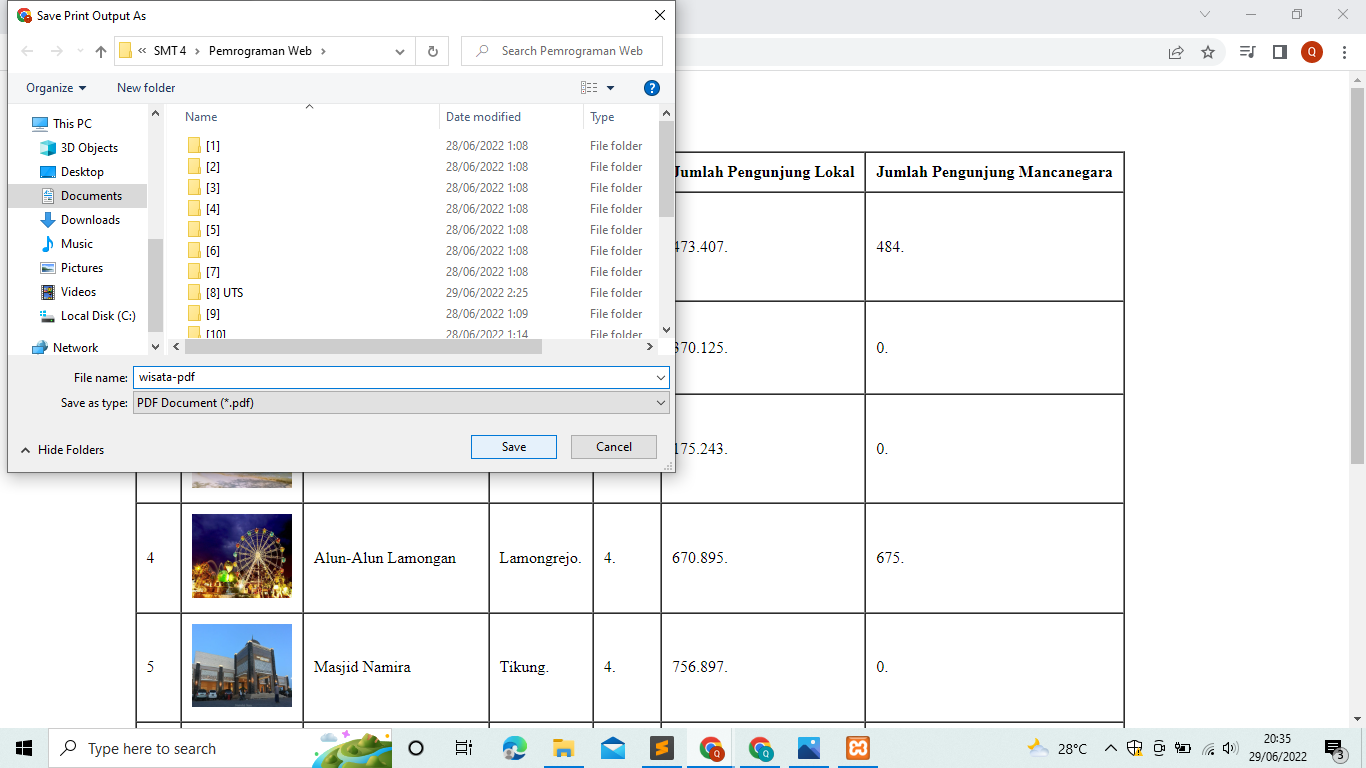 Save Print Output As
« SMT 4 › Pemrograman Web ›
Search Pemrograman Web
Organize
New folder
This PC
3D Objects
Desktop
Documents
Downloads
Music
Pictures
Videos
Local Disk (C:)
Network
Name Date modified Type
[1] 28/06/2022 1:08 File folder
[2] 28/06/2022 1:08 File folder
[3] 28/06/2022 1:08 File folder
[4] 28/06/2022 1:08 File folder
[5] 28/06/2022 1:08 File folder
[6] 28/06/2022 1:08 File folder
[7] 28/06/2022 1:08 File folder
[8] UTS 29/06/2022 2:25 File folder
[9] 28/06/2022 1:09 File folder
[10] 28/06/2022 1:14 File folder
File name: wisata-pdf
Save as type: PDF Document (*.pdf)
Hide Folders
Save
Cancel
Q
Jumlah Pengunjung Lokal Jumlah Pengunjung Mancanegara
473.407. 484.
370.125. 0.
175.243. 0.
4 Alun-Alun Lamongan Lamongrejo. 4. 670.895. 675.
5 Masjid Namira Tikung. 4. 756.897. 0.
Type here to search
28°C
20:35
29/06/2022
3